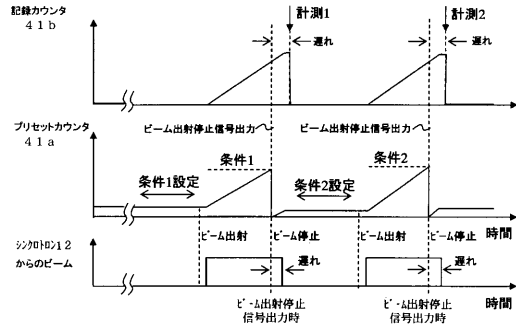 記録カウンタ
41b
計測1
計測2
遅れ
遅れ
プリセットカウンタ
41a
ビーム出射停止信号出力
ビーム出射停止信号出力
時間
条件1
条件2
条件1設定
条件2設定
ビーム出射
ビーム停止
ビーム出射
ビーム停止
時間
シンクロトロン12
からのビーム
遅れ
遅れ
ビーム出射停止
信号出力時
ビーム出射停止
信号出力時
時間